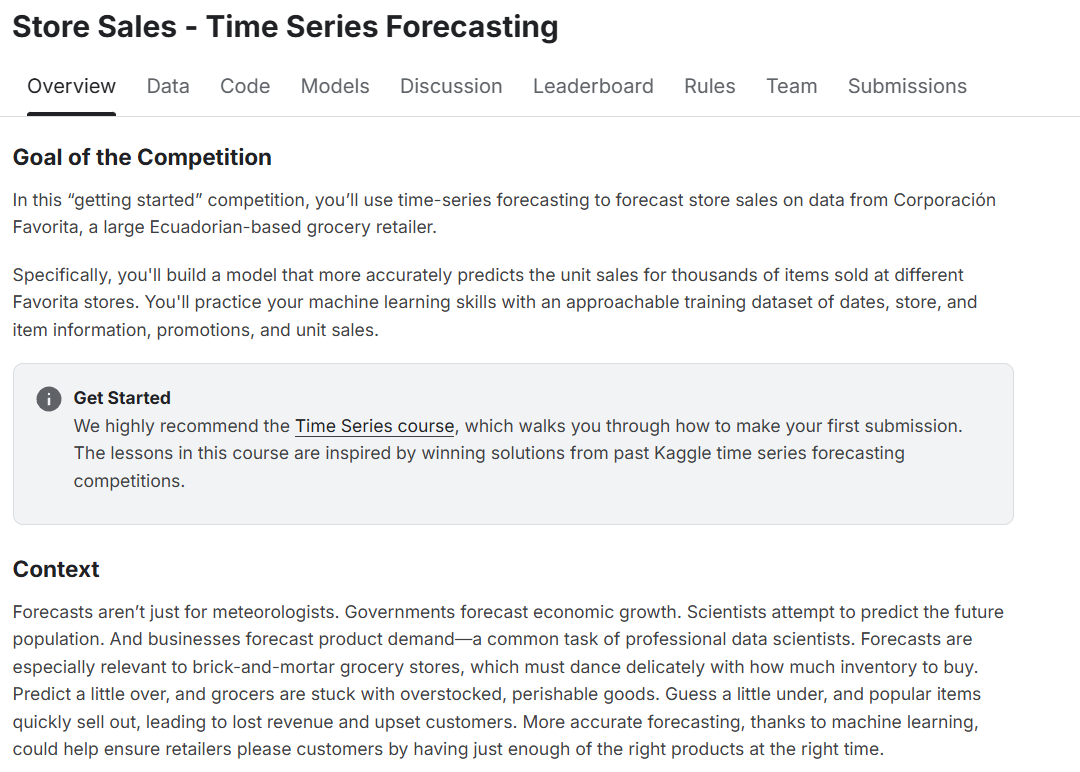 Store Sales - Time Series Forecasting
Overview Data Code Models Discussion Leaderboard Rules Team Submissions
Goal of the Competition
In this “getting started” competition, you’ll use time-series forecasting to forecast store sales on data from Corporación
Favorita, a large Ecuadorian-based grocery retailer.
Specifically, you'll build a model that more accurately predicts the unit sales for thousands of items sold at different
Favorita stores. You'll practice your machine learning skills with an approachable training dataset of dates, store, and
item information, promotions, and unit sales.
Get Started
We highly recommend the Time Series course, which walks you through how to make your first submission.
The lessons in this course are inspired by winning solutions from past Kaggle time series forecasting
competitions.
Context
Forecasts aren’t just for meteorologists. Governments forecast economic growth. Scientists attempt to predict the future
population. And businesses forecast product demand—a common task of professional data scientists. Forecasts are
especially relevant to brick-and-mortar grocery stores, which must dance delicately with how much inventory to buy.
Predict a little over, and grocers are stuck with overstocked, perishable goods. Guess a little under, and popular items
quickly sell out, leading to lost revenue and upset customers. More accurate forecasting, thanks to machine learning,
could help ensure retailers please customers by having just enough of the right products at the right time.